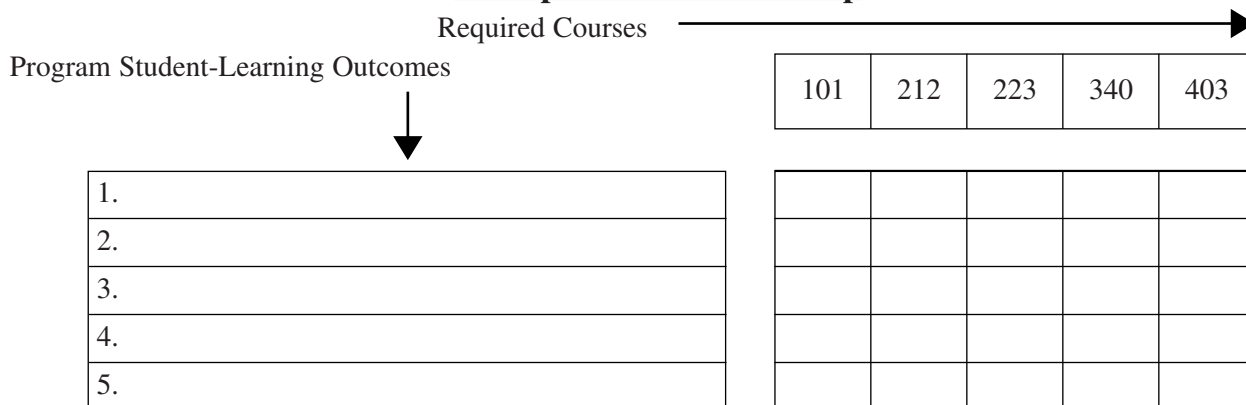 Required Courses
Program Student-Learning Outcomes
101 212 223 340 403
1.
2.
3.
4.
5.